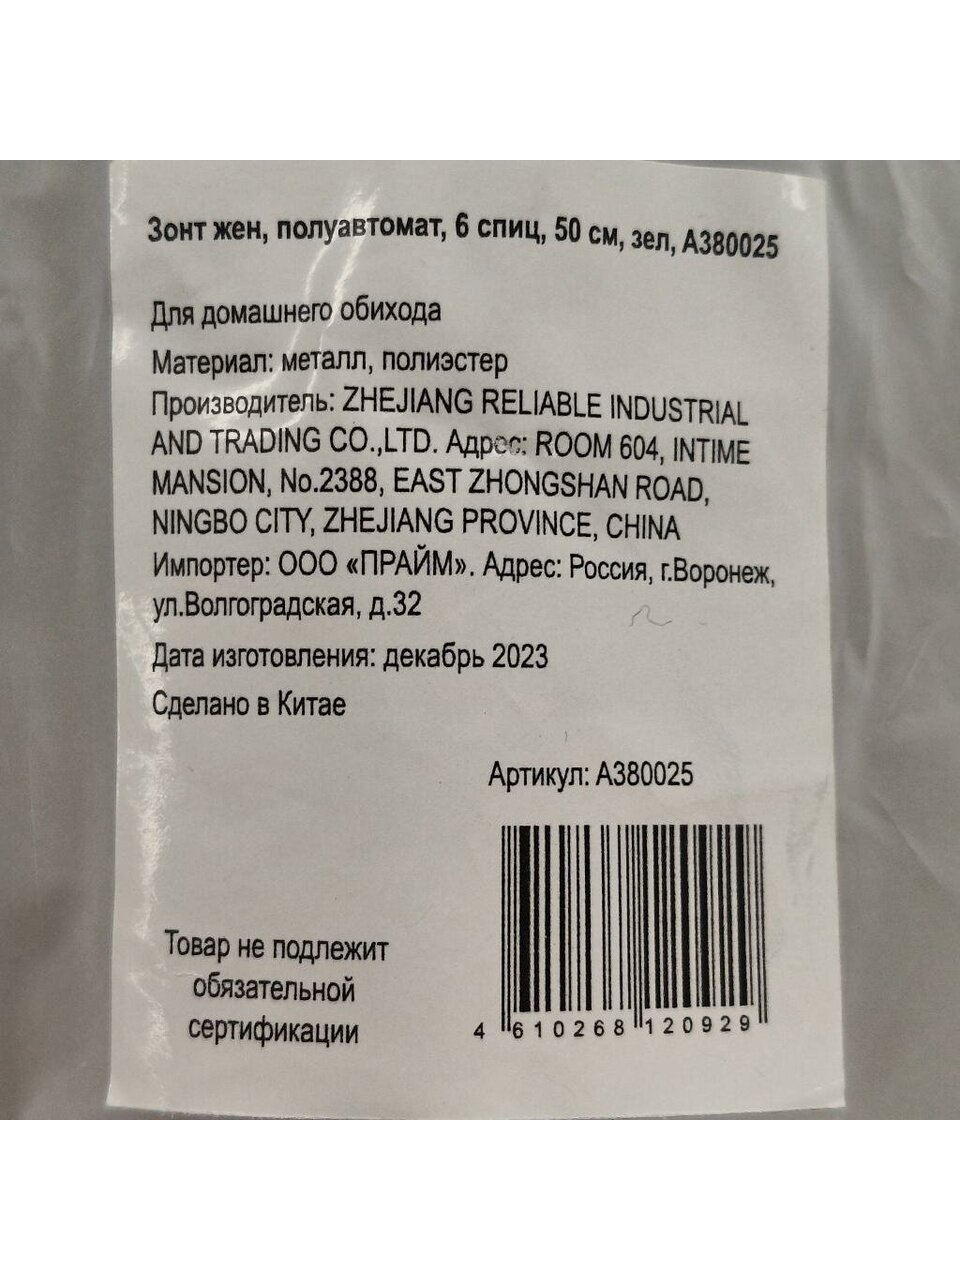 Зонт жен, полуавтомат, 6 спиц, 50 см, зел, А380025
Для домашнего обихода
Материал: металл, полиэстер
Производитель: ZHEJIANG RELIABLE INDUSTRIAL
AND TRADING CO.,LTD. Адрес: ROOM 604, INTIME
MANSION, No.2388, EAST ZHONGSHAN ROAD,
NINGBO CITY, ZHEJIANG PROVINCE, CHINA
Импортер: ООО «ПРАЙМ». Адрес: Россия, г.Воронеж,
ул.Волгоградская, д.32
Дата изготовления: декабрь 2023
Сделано в Китае
Артикул: А380025
Товар не подлежит
обязательной
сертификации
4 610268 120929